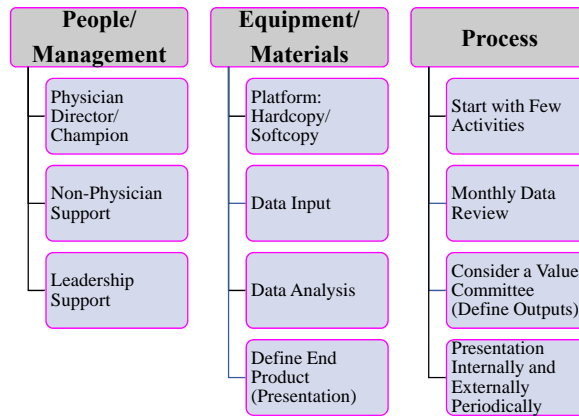 People/
Management
Physician
Director/
Champion
Non-Physician
Support
Leadership
Support
Equipment/
Materials
Platform:
Hardcopy/
Softcopy
Data Input
Data Analysis
Define End
Product
(Presentation)
Process
Start with Few
Activities
Monthly Data
Review
Consider a Value
Committee
(Define Outputs)
Presentation
Internally and
Externally
Periodically